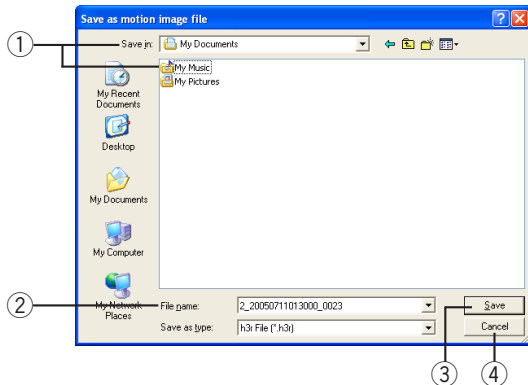 Save as motion image file
① Save in: My Documents
My Music
My Pictures
My Recent
Documents
Desktop
My Documents
My Computer
My Network
Places
② File name: 2_20050711013000_0023 Save
Save as type: h3r File (*.h3r) Cancel
③ ④